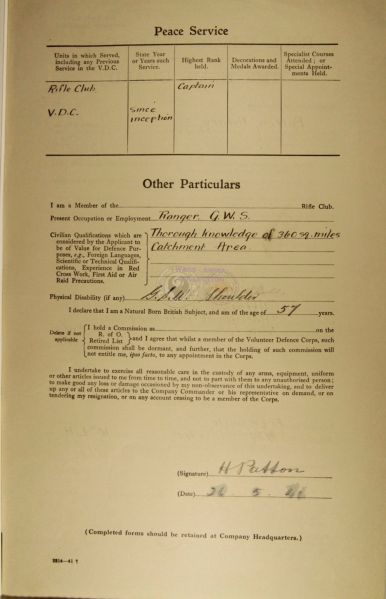 Peace Service
Units in which Served, including any Previous Service in the V.D.C.
State Year or Years such Service.
Highest Rank held.
Decorations and Medals Awarded.
Specialist Courses Attended; or Special Appointments Held.
Rifle Club. Captain
V.D.C. since inception
Other Particulars
I am a Member of the Rifle Club.
Present Occupation or Employment Ranger G.W.S.
Civilian Qualifications which are Thorough knowledge of 360 sq. miles
considered by the Applicant to Catchment Area
be of Value for Defence Purposes,
e.g., Foreign Languages,
Scientific or Technical Qualifications,
Experience in Red
Cross Work, First Aid or Air
Raid Precautions.
Physical Disability (if any) G.S.W. Shoulder
I declare that I am a Natural Born British Subject, and am of the age of 57 years.
Delete if not applicable
I hold a Commission as on the
R. of O.
Retired List
and I agree that whilst a member of the Volunteer Defence Corps, such
commission shall be dormant, and further, that the holding of such commission will
not entitle me, ipso facto, to any appointment in the Corps.
I undertake to exercise all reasonable care in the custody of any arms, equipment, uniform
or other articles issued to me from time to time, and not to part with them to any unauthorised person;
to make good any loss or damage occasioned by my non-observance of this undertaking, and to deliver
up any or all of those articles to the Company Commander or his representative on demand, or on
tendering my resignation, or on any account ceasing to be a member of the Corps.
(Signature) H Patton
(Date) 5
(Completed forms should be retained at Company Headquarters.)